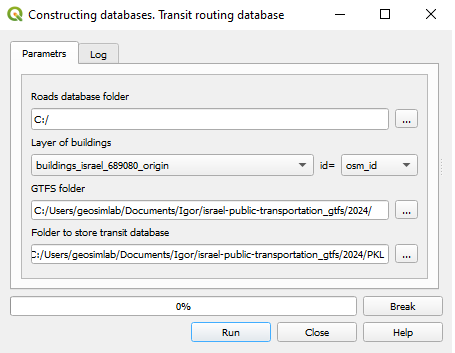 Constructing databases. Transit routing database
Parametrs
Log
Roads database folder
C:/
...
Layer of buildings
buildings_israel_689080_origin
id=
osm_id
GTFS folder
C:/Users/geosimlab/Documents/Igor/israel-public-transportation_gtfs/2024/
...
Folder to store transit database
C:/Users/geosimlab/Documents/Igor/israel-public-transportation_gtfs/2024/PKL
...
0%
Break
Run
Close
Help